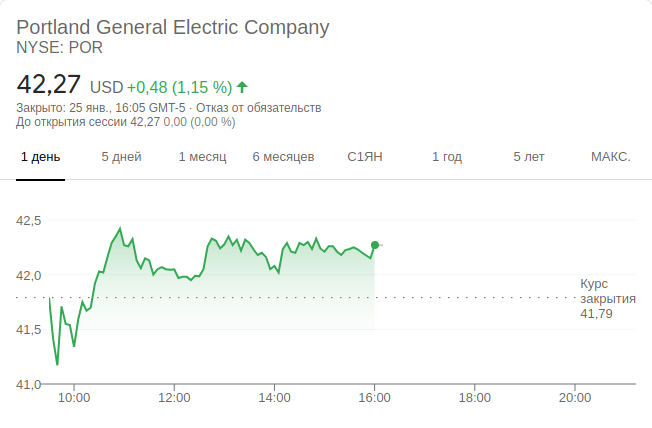 Portland General Electric Company
NYSE: POR
42,27 USD +0,48 (1,15 %)
Закрыто: 25 янв., 16:05 GMT-5 · Отказ от обязательств
До открытия сессии 42,27 0,00 (0,00 %)
1 день 5 дней 1 месяц 6 месяцев С1ЯН 1 год 5 лет МАКС.
42,5
42,0
Курс
закрытия
41,79
41,5
41,0
10:00 12:00 14:00 16:00 18:00 20:00